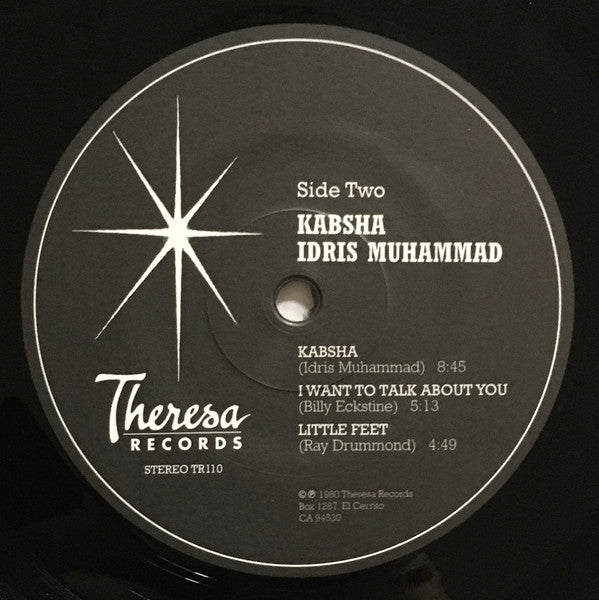 Side Two
KABSHA
IDRIS MUHAMMAD
KABSHA
(Idris Muhammad) 8:45
I WANT TO TALK ABOUT YOU
(Billy Eckstine) 5:13
LITTLE FEET
(Ray Drummond) 4:49
Theresa
RECORDS
STEREO TR110
© ℗ 1980 Theresa Records
Box 1287, El Cerrito
CA 94530